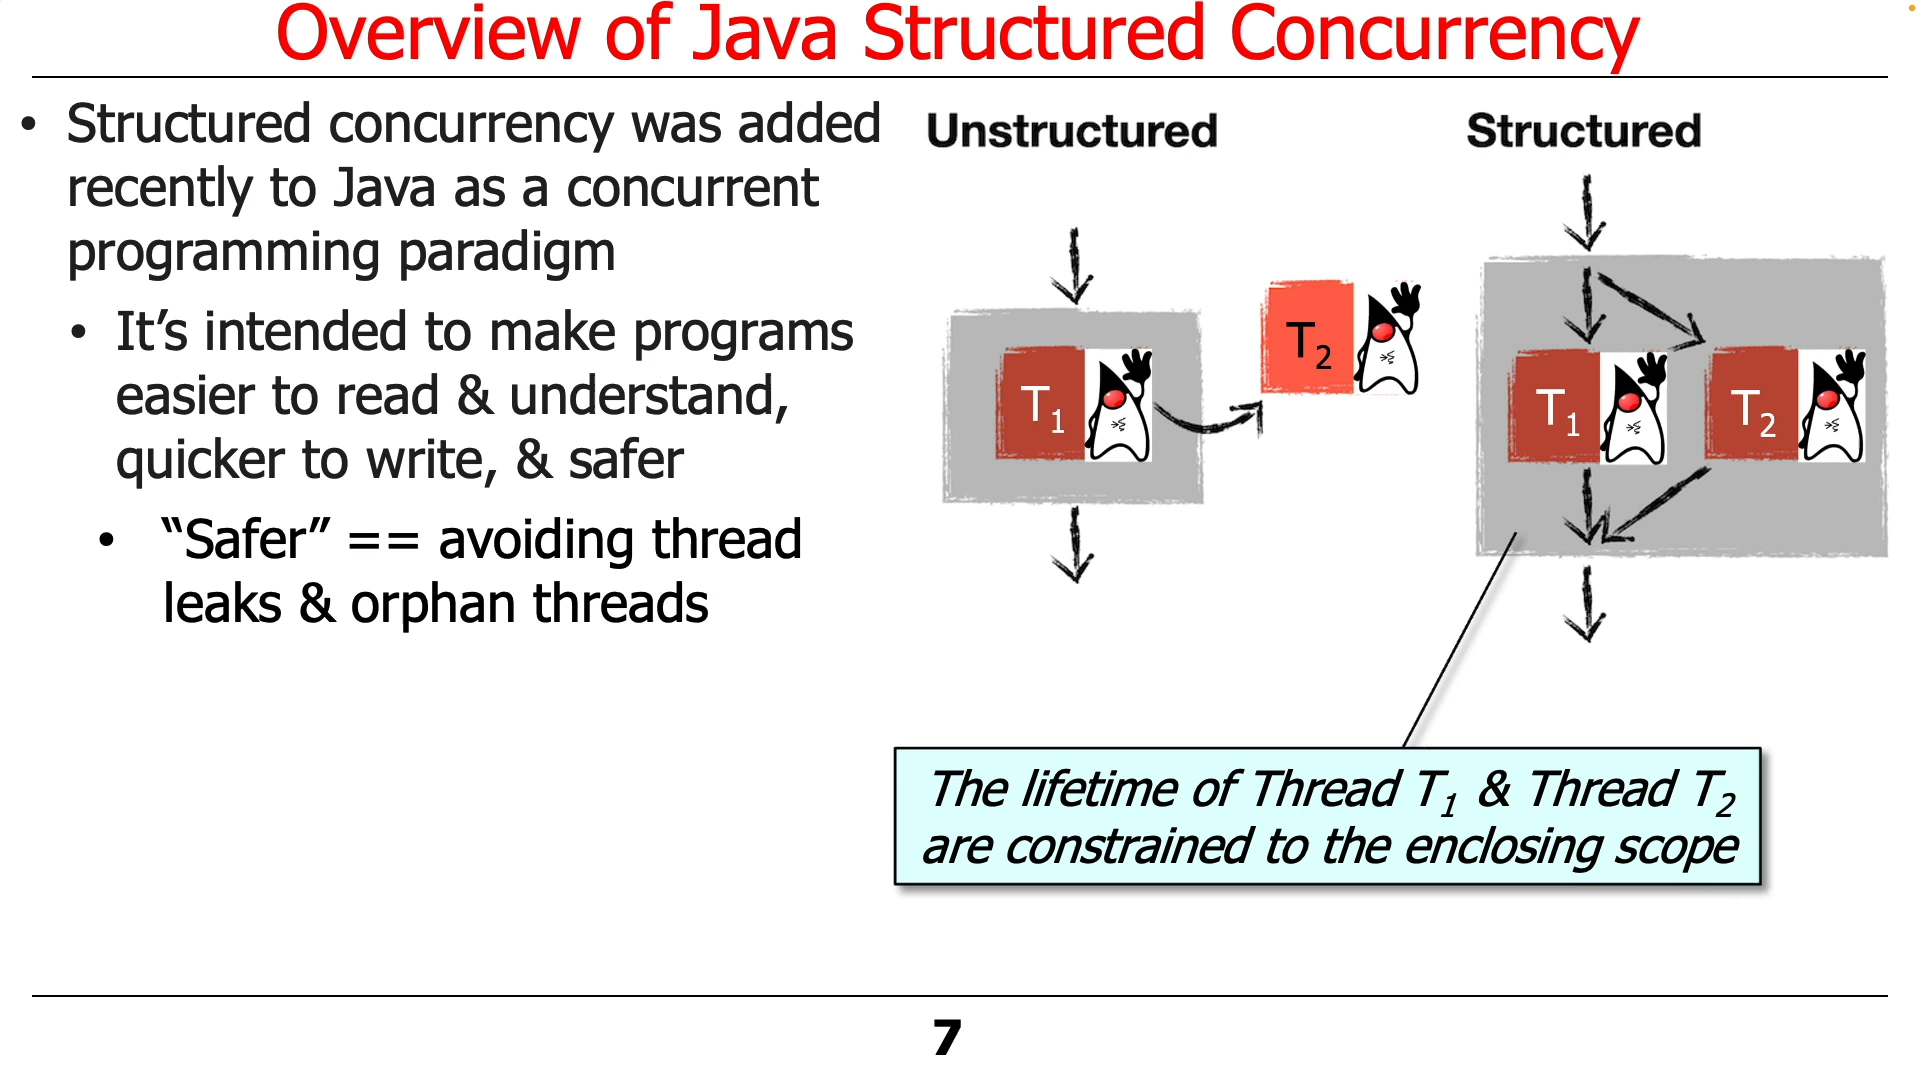 Overview of Java Structured Concurrency
• Structured concurrency was added
recently to Java as a concurrent
programming paradigm
• It’s intended to make programs
easier to read & understand,
quicker to write, & safer
• “Safer” == avoiding thread
leaks & orphan threads
Unstructured
T1
T2
Structured
T1
T2
The lifetime of Thread T1 & Thread T2
are constrained to the enclosing scope
7